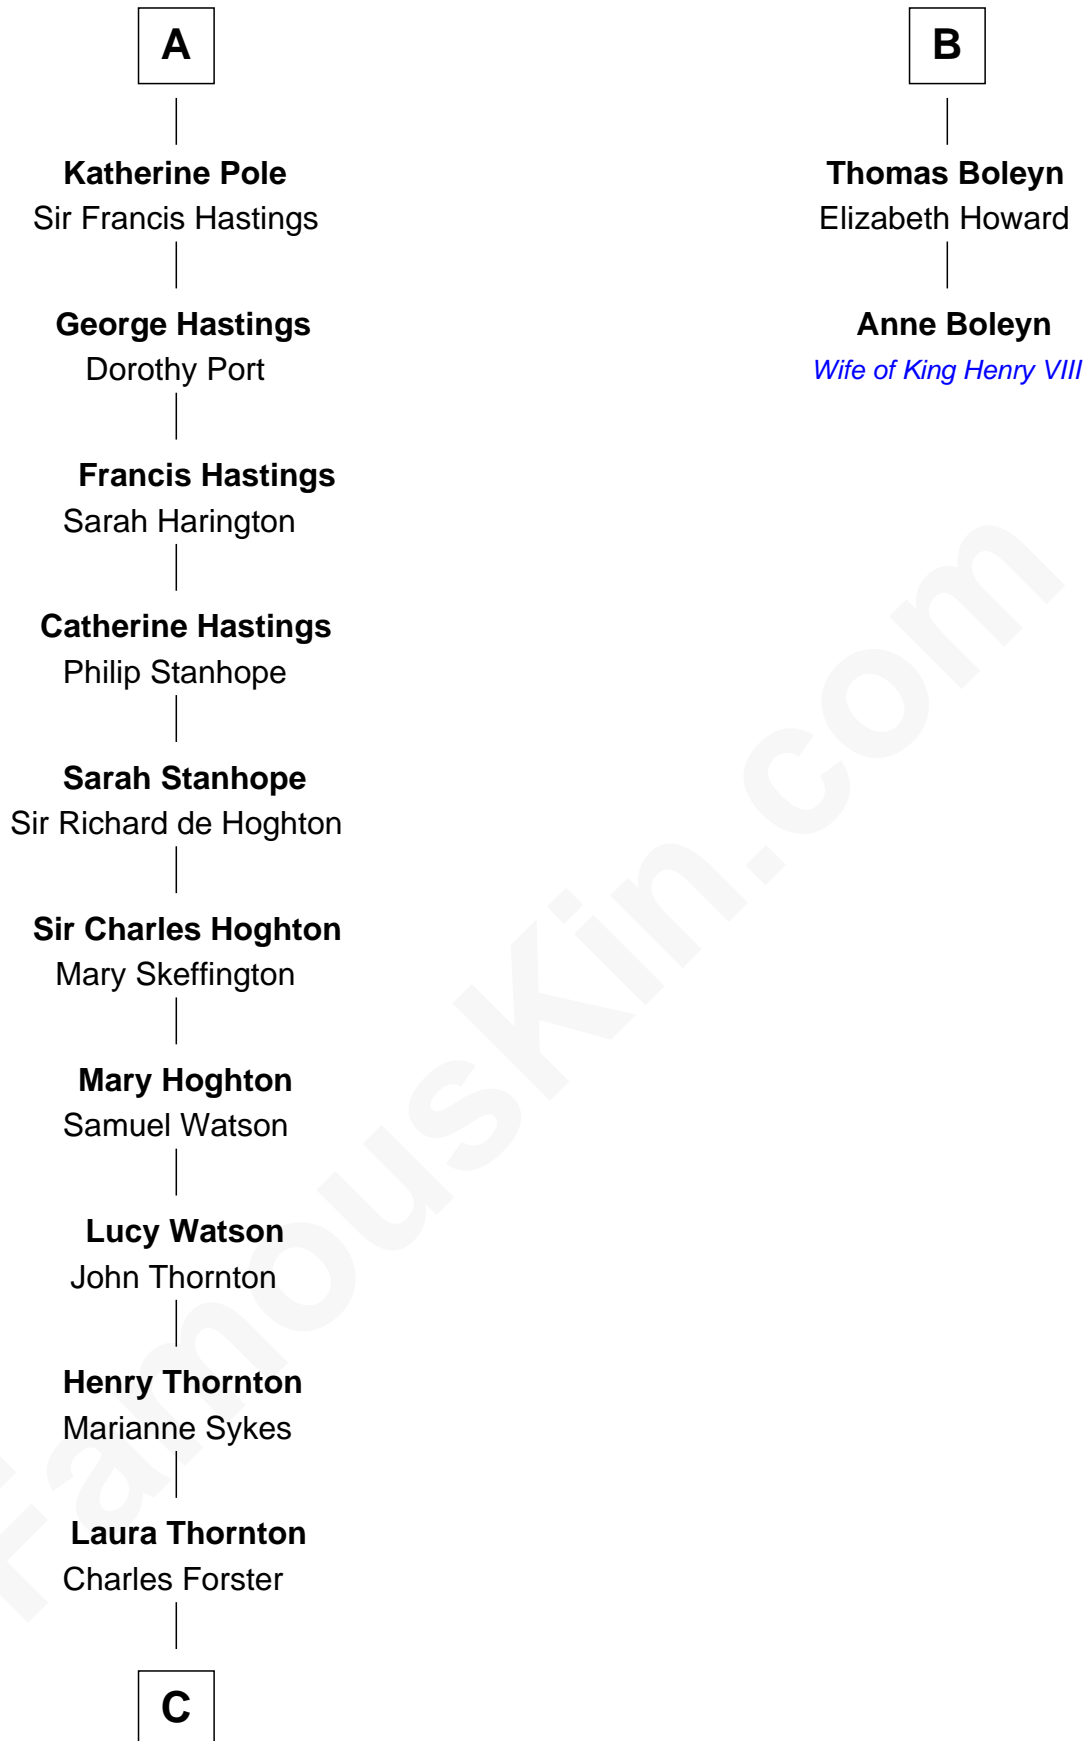 A
Katherine Pole
Sir Francis Hastings
George Hastings
Dorothy Port
Francis Hastings
Sarah Harington
Catherine Hastings
Philip Stanhope
Sarah Stanhope
Sir Richard de Hoghton
Sir Charles Hoghton
Mary Skeffington
Mary Hoghton
Samuel Watson
Lucy Watson
John Thornton
Henry Thornton
Marianne Sykes
Laura Thornton
Charles Forster
C
B
Thomas Boleyn
Elizabeth Howard
Anne Boleyn
Wife of King Henry VIII
FamousKin.com